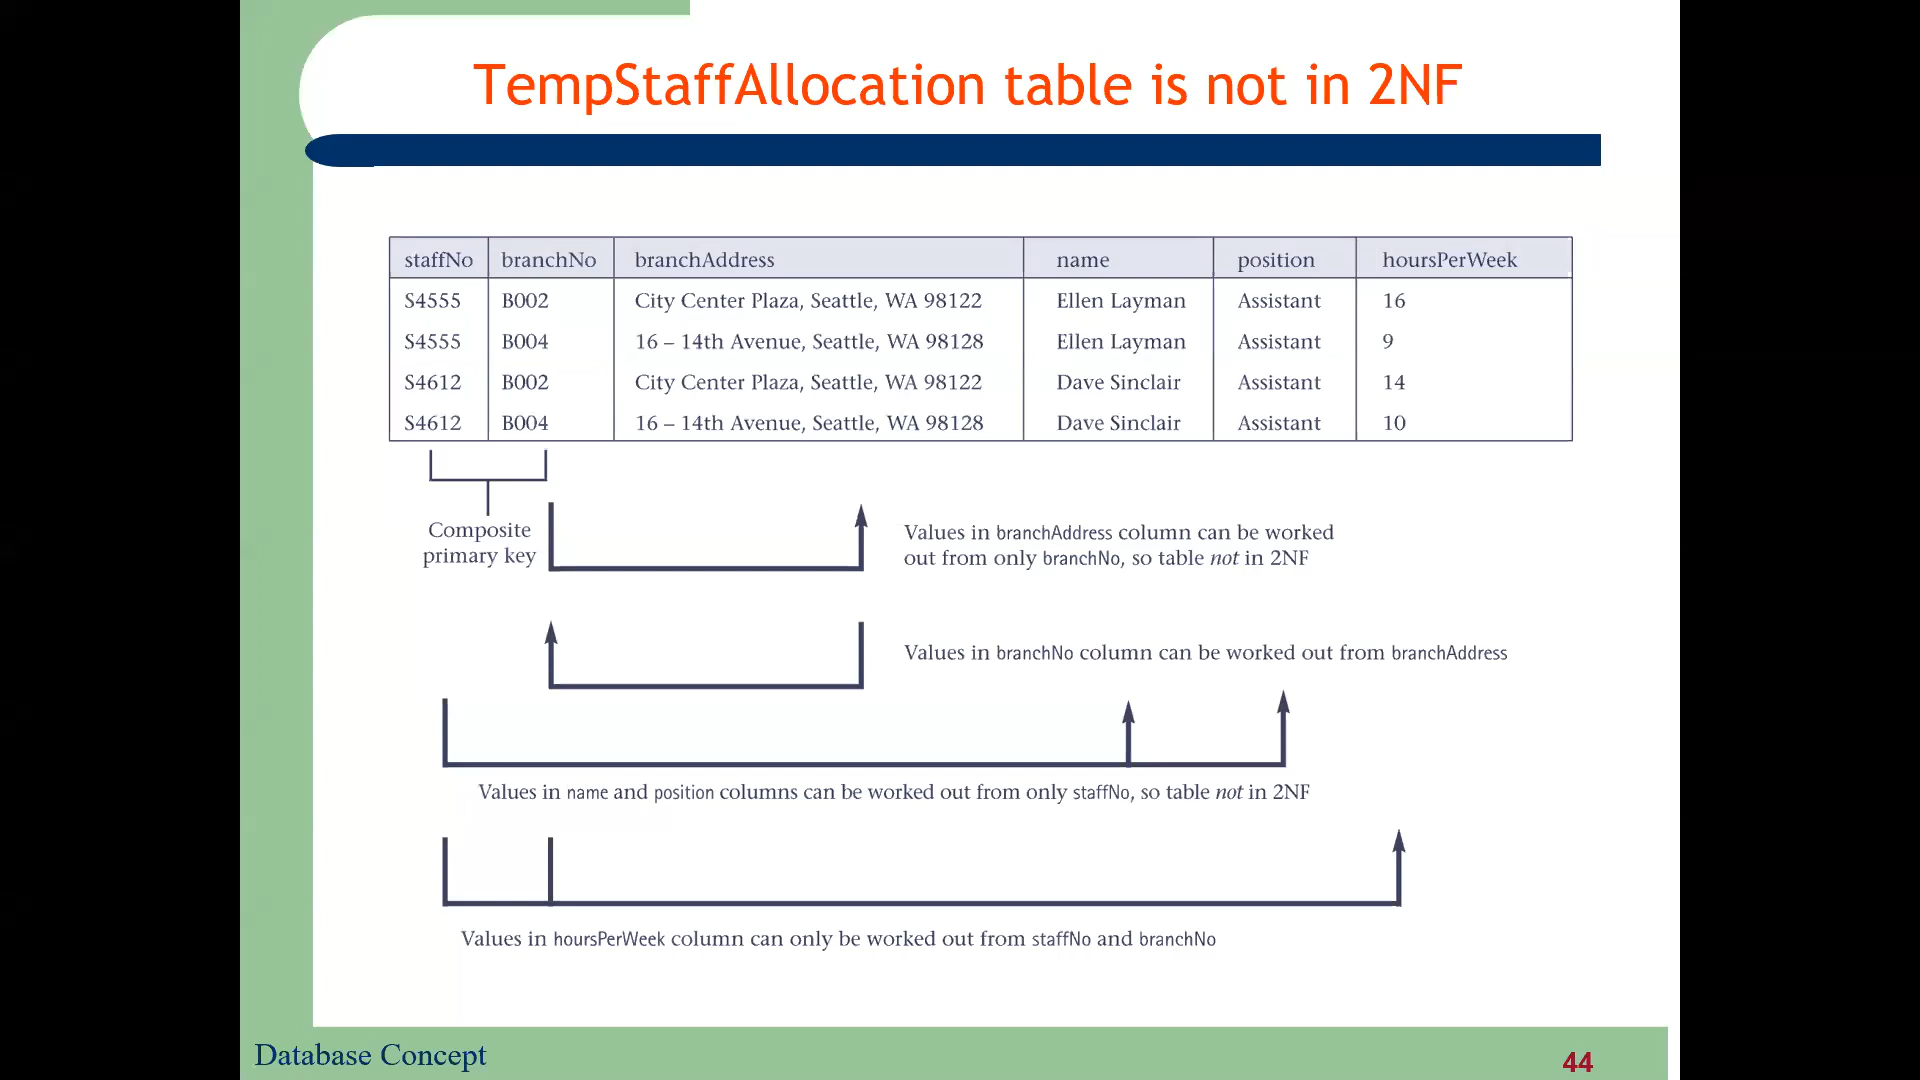 TempStaffAllocation table is not in 2NF
staffNo branchNo branchAddress name position hoursPerWeek
S4555 B002 City Center Plaza, Seattle, WA 98122 Ellen Layman Assistant 16
S4555 B004 16 – 14th Avenue, Seattle, WA 98128 Ellen Layman Assistant 9
S4612 B002 City Center Plaza, Seattle, WA 98122 Dave Sinclair Assistant 14
S4612 B004 16 – 14th Avenue, Seattle, WA 98128 Dave Sinclair Assistant 10
Composite
primary key
Values in branchAddress column can be worked
out from only branchNo, so table not in 2NF
Values in branchNo column can be worked out from branchAddress
Values in name and position columns can be worked out from only staffNo, so table not in 2NF
Values in hoursPerWeek column can only be worked out from staffNo and branchNo
Database Concept
44